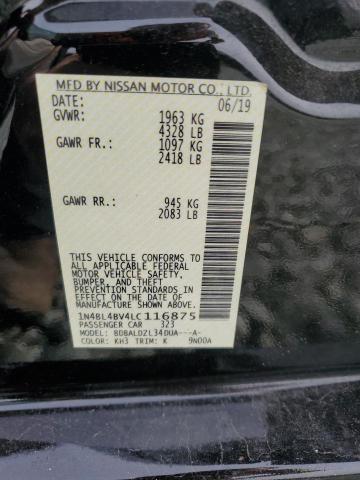 MFD BY NISSAN MOTOR CO., LTD.
DATE: 06/19
GVWR: 1963 KG
4328 LB
GAWR FR.: 1097 KG
2418 LB
GAWR RR.: 945 KG
2083 LB
THIS VEHICLE CONFORMS TO
ALL APPLICABLE FEDERAL
MOTOR VEHICLE SAFETY,
BUMPER, AND THEFT
PREVENTION STANDARDS
IN EFFECT ON THE DATE OF
MANUFACTURE SHOWN ABOVE.
1N4BL4BV4LC116875
PASSENGER CAR 323
MODEL: BDBALDZL34DUA---A-
COLOR: KH3 TRIM: K 9N00A